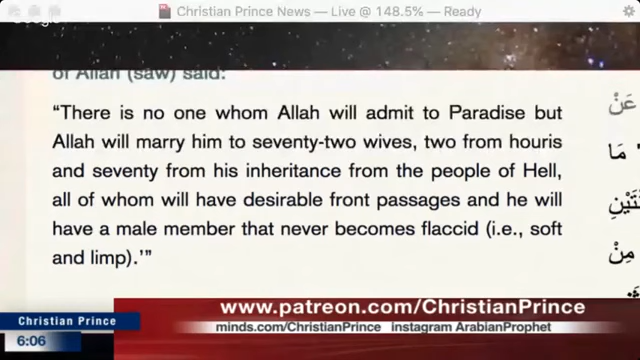 Christian Prince News — Live @ 148.5% — Ready
of Allah (saw) said:
“There is no one whom Allah will admit to Paradise but
Allah will marry him to seventy-two wives, two from houris
and seventy from his inheritance from the people of Hell,
all of whom will have desirable front passages and he will
have a male member that never becomes flaccid (i.e., soft
and limp).’”
عَنْ
مَا
مِنْ
www.patreon.com/ChristianPrince
minds.com/ChristianPrince instagram ArabianProphet
Christian Prince
6:06